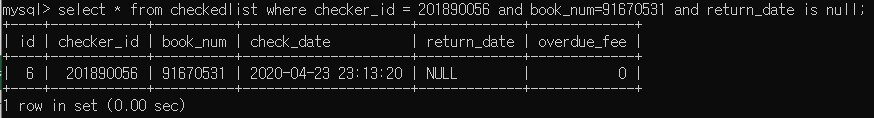 mysql> select * from checkedlist where checker_id = 201890056 and book_num=91670531 and return_date is null;
+----+------------+----------+---------------------+-------------+-------------+
| id | checker_id | book_num | check_date          | return_date | overdue_fee |
+----+------------+----------+---------------------+-------------+-------------+
|  6 |  201890056 | 91670531 | 2020-04-23 23:13:20 | NULL        |           0 |
+----+------------+----------+---------------------+-------------+-------------+
1 row in set (0.00 sec)